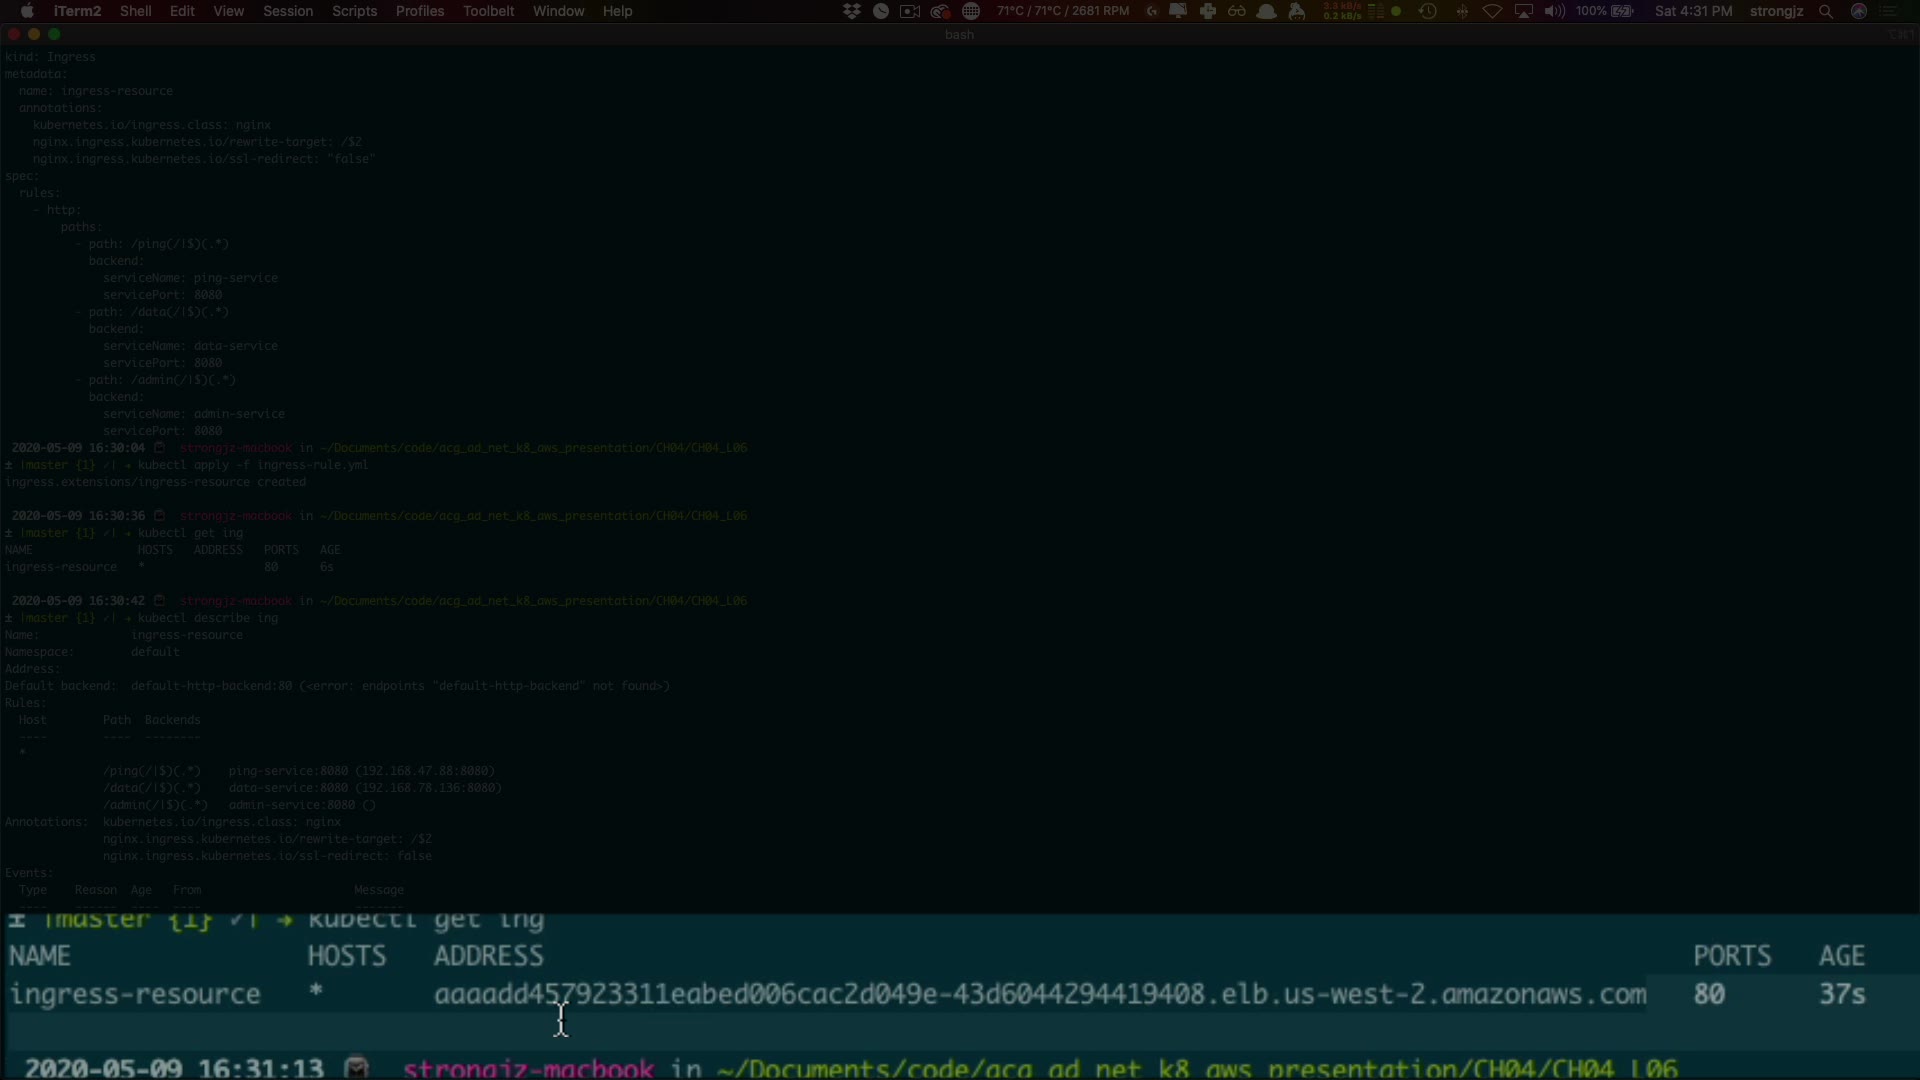 iTerm2 Shell Edit View Session Scripts Profiles Toolbelt Window Help 71°C / 71°C / 2681 RPM 3.3 kB/s 0.2 kB/s 100% Sat 4:31 PM strongjz
bash ⌥⌘1
kind: Ingress
metadata:
  name: ingress-resource
  annotations:
    kubernetes.io/ingress.class: nginx
    nginx.ingress.kubernetes.io/rewrite-target: /$2
    nginx.ingress.kubernetes.io/ssl-redirect: "false"
spec:
  rules:
    - http:
        paths:
          - path: /ping(/|$)(.*)
            backend:
              serviceName: ping-service
              servicePort: 8080
          - path: /data(/|$)(.*)
            backend:
              serviceName: data-service
              servicePort: 8080
          - path: /admin(/|$)(.*)
            backend:
              serviceName: admin-service
              servicePort: 8080
2020-05-09 16:30:04 strongjz-macbook in ~/Documents/code/acg_ad_net_k8_aws_presentation/CH04/CH04_L06
± |master {1} ✓| → kubectl apply -f ingress-rule.yml
ingress.extensions/ingress-resource created
2020-05-09 16:30:36 strongjz-macbook in ~/Documents/code/acg_ad_net_k8_aws_presentation/CH04/CH04_L06
± |master {1} ✓| → kubectl get ing
NAME HOSTS ADDRESS PORTS AGE
ingress-resource * 80 6s
2020-05-09 16:30:42 strongjz-macbook in ~/Documents/code/acg_ad_net_k8_aws_presentation/CH04/CH04_L06
± |master {1} ✓| → kubectl describe ing
Name: ingress-resource
Namespace: default
Address:
Default backend: default-http-backend:80 (<error: endpoints "default-http-backend" not found>)
Rules:
  Host Path Backends
  ---- ---- --------
  *
  /ping(/|$)(.*) ping-service:8080 (192.168.47.88:8080)
  /data(/|$)(.*) data-service:8080 (192.168.78.136:8080)
  /admin(/|$)(.*) admin-service:8080 ()
Annotations: kubernetes.io/ingress.class: nginx
  nginx.ingress.kubernetes.io/rewrite-target: /$2
  nginx.ingress.kubernetes.io/ssl-redirect: false
Events:
  Type Reason Age From Message
± |master {1} ✓| → kubectl get ing
NAME HOSTS ADDRESS PORTS AGE
ingress-resource * aaaadd457923311eabed006cac2d049e-43d6044294419408.elb.us-west-2.amazonaws.com 80 37s
2020-05-09 16:31:13 strongjz-macbook in ~/Documents/code/acg_ad_net_k8_aws_presentation/CH04/CH04_L06